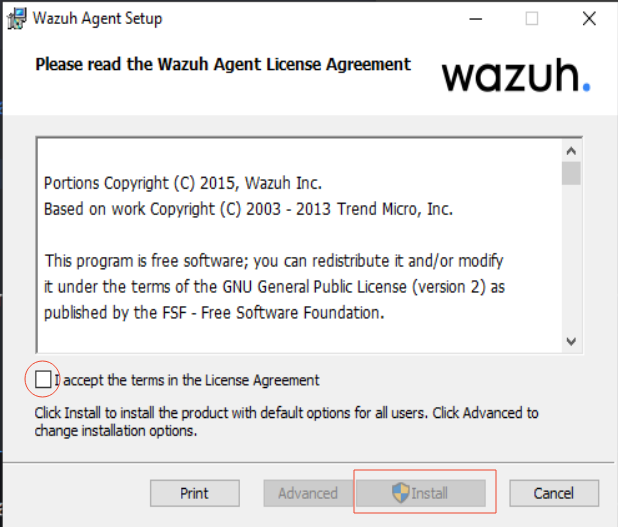 Wazuh Agent Setup
Please read the Wazuh Agent License Agreement
wazuh.
Portions Copyright (C) 2015, Wazuh Inc.
Based on work Copyright (C) 2003 - 2013 Trend Micro, Inc.
This program is free software; you can redistribute it and/or modify
it under the terms of the GNU General Public License (version 2) as
published by the FSF - Free Software Foundation.
I accept the terms in the License Agreement
Click Install to install the product with default options for all users. Click Advanced to
change installation options.
Print Advanced Install Cancel